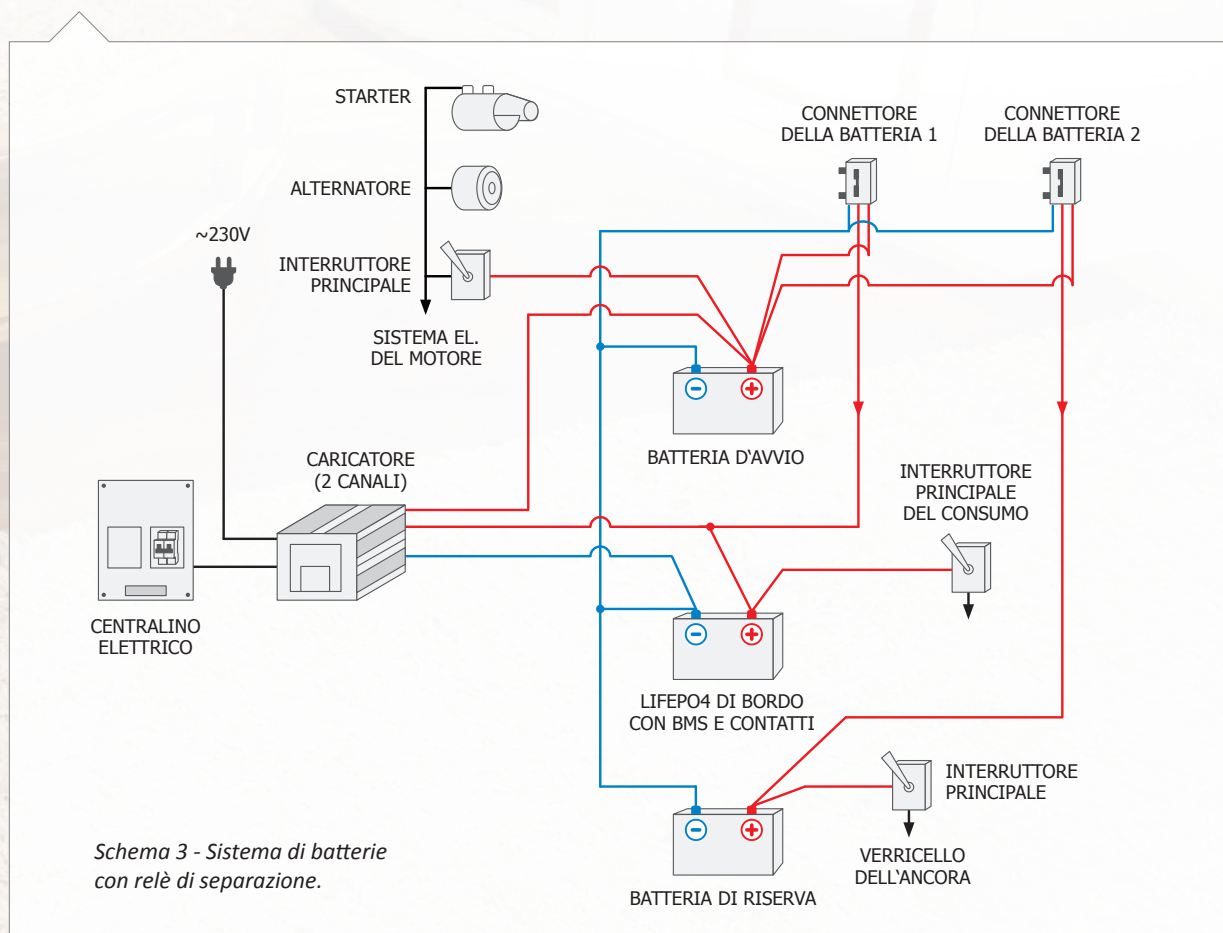 STARTER
ALTERNATORE
INTERRUTTORE
PRINCIPALE
SISTEMA EL.
DEL MOTORE
~230V
CONNETTORE
DELLA BATTERIA 1
CONNETTORE
DELLA BATTERIA 2
BATTERIA D'AVVIO
CARICATORE
(2 CANALI)
INTERRUTTORE
PRINCIPALE
DEL CONSUMO
CENTRALINO
ELETTRICO
LIFEPO4 DI BORDO
CON BMS E CONTATTI
INTERRUTTORE
PRINCIPALE
VERRICELLO
DELL'ANCORA
BATTERIA DI RISERVA
Schema 3 - Sistema di batterie
con relè di separazione.